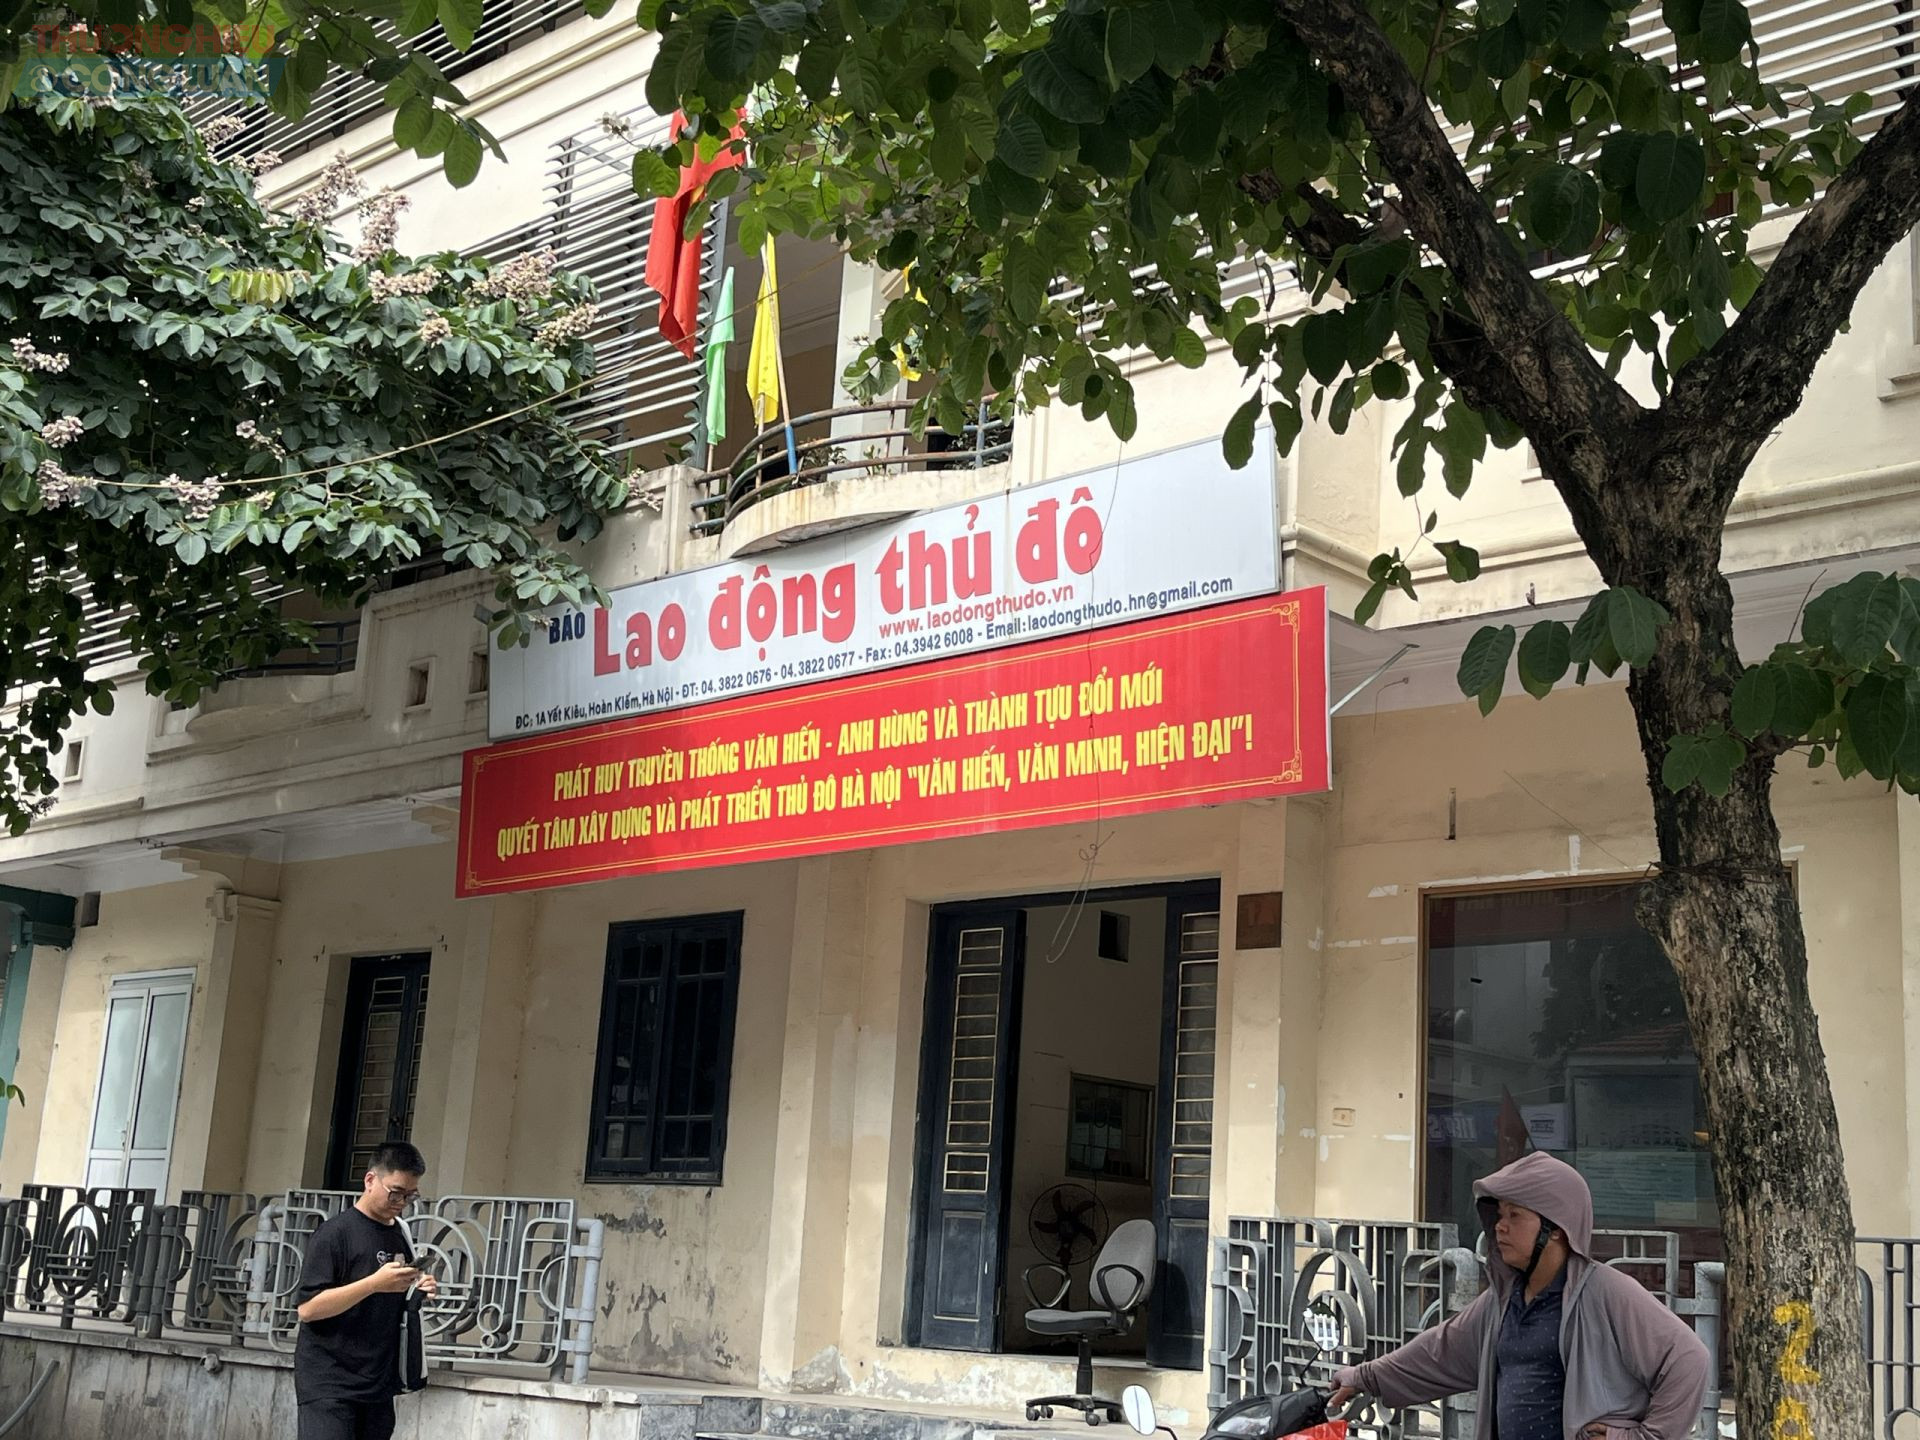 TẠP CHÍ
THƯƠNG HIỆU
& CÔNG LUẬN
BÁO Lao động thủ đô
www.laodongthudo.vn
ĐC: 1A Yết Kiêu, Hoàn Kiếm, Hà Nội - ĐT: 04. 3822 0676 - 04. 3822 0677 - Fax: 04.3942 6008 - Email: laodongthudo.hn@gmail.com
PHÁT HUY TRUYỀN THỐNG VĂN HIẾN - ANH HÙNG VÀ THÀNH TỰU ĐỔI MỚI
QUYẾT TÂM XÂY DỰNG VÀ PHÁT TRIỂN THỦ ĐÔ HÀ NỘI "VĂN HIẾN, VĂN MINH, HIỆN ĐẠI"!